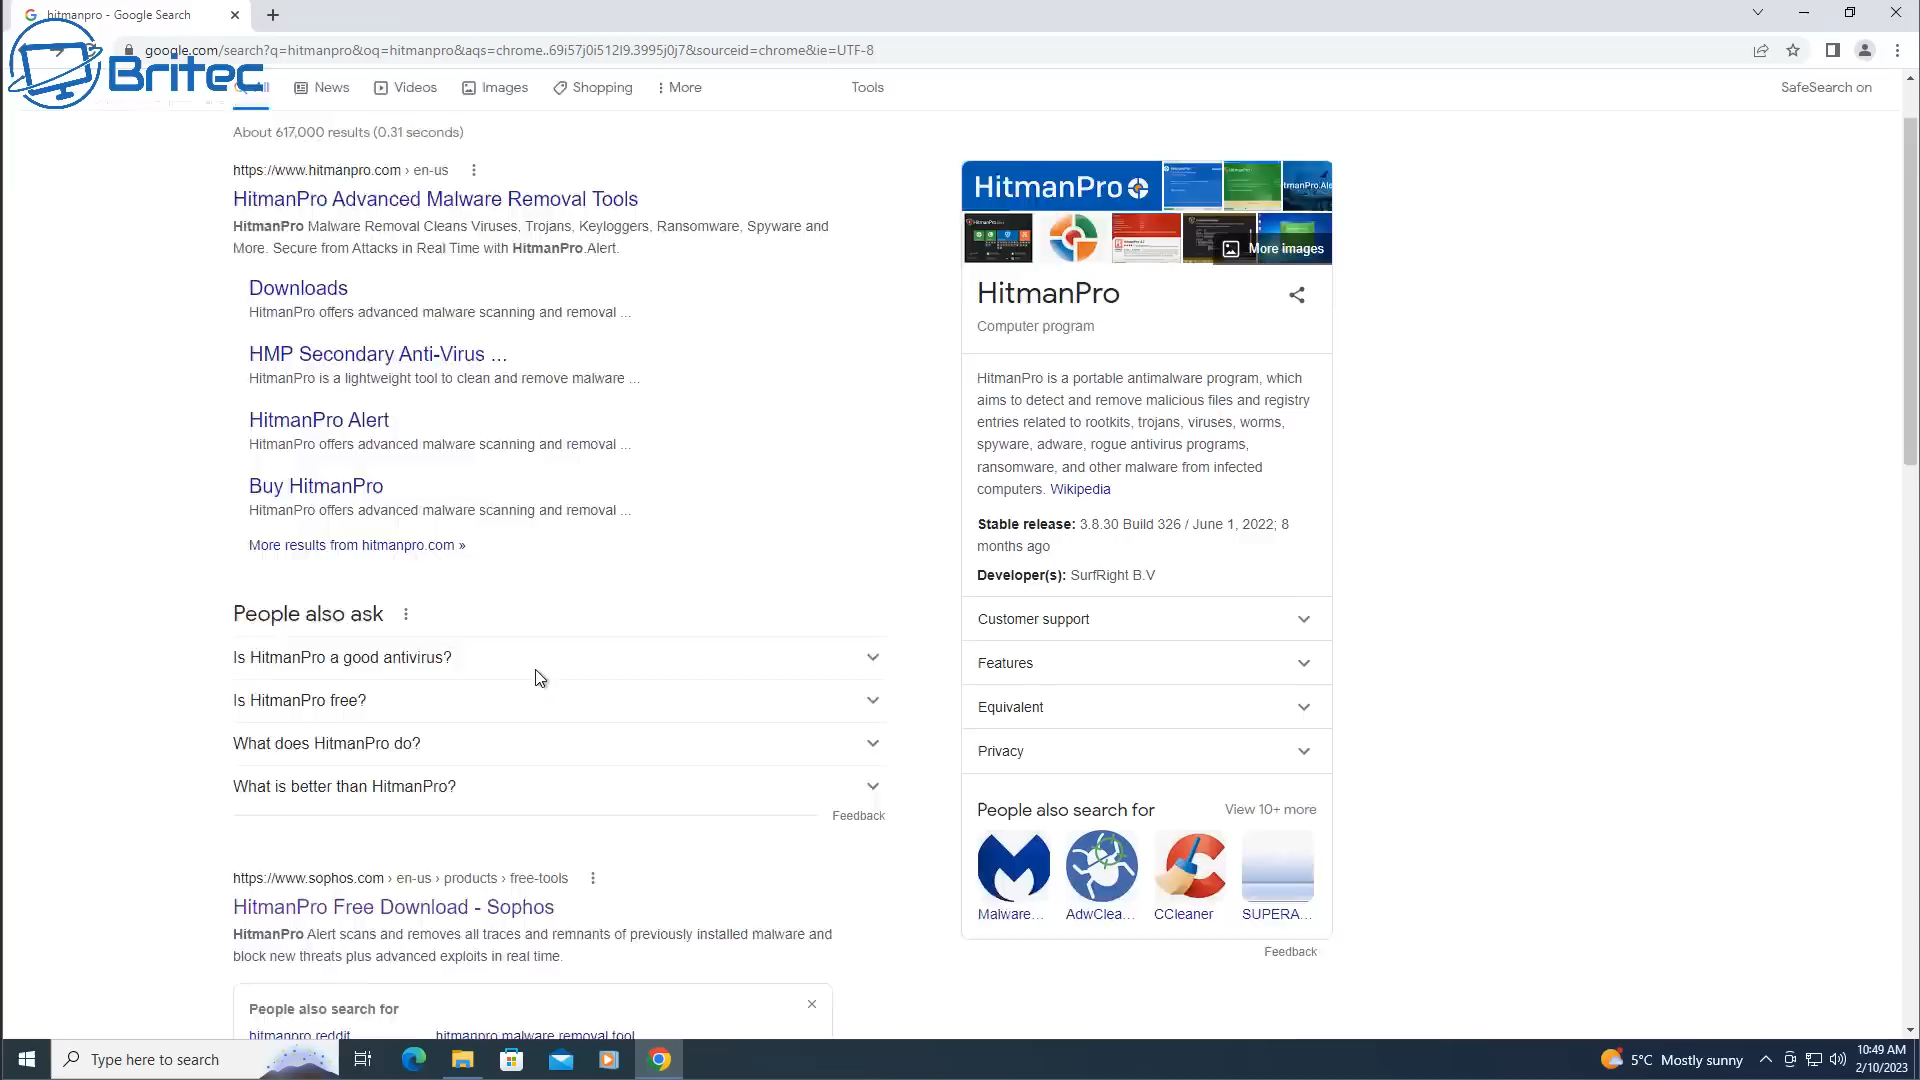 hitmanpro - Google Search
google.com/search?q=hitmanpro&oq=hitmanpro&aqs=chrome..69i57j0i512l9.3995j0j7&sourceid=chrome&ie=UTF-8
Britec
All
News
Videos
Images
Shopping
More
Tools
SafeSearch on
About 617,000 results (0.31 seconds)
https://www.hitmanpro.com › en-us
HitmanPro Advanced Malware Removal Tools
HitmanPro Malware Removal Cleans Viruses, Trojans, Keyloggers, Ransomware, Spyware and
More. Secure from Attacks in Real Time with HitmanPro.Alert.
Downloads
HitmanPro offers advanced malware scanning and removal ...
HMP Secondary Anti-Virus ...
HitmanPro is a lightweight tool to clean and remove malware ...
HitmanPro Alert
HitmanPro offers advanced malware scanning and removal ...
Buy HitmanPro
HitmanPro offers advanced malware scanning and removal ...
More results from hitmanpro.com »
People also ask
Is HitmanPro a good antivirus?
Is HitmanPro free?
What does HitmanPro do?
What is better than HitmanPro?
Feedback
https://www.sophos.com › en-us › products › free-tools
HitmanPro Free Download - Sophos
HitmanPro Alert scans and removes all traces and remnants of previously installed malware and
block new threats plus advanced exploits in real time.
People also search for
hitmanpro reddit
hitmanpro malware removal tool
HitmanPro
More images
HitmanPro
Computer program
HitmanPro is a portable antimalware program, which
aims to detect and remove malicious files and registry
entries related to rootkits, trojans, viruses, worms,
spyware, adware, rogue antivirus programs,
ransomware, and other malware from infected
computers. Wikipedia
Stable release: 3.8.30 Build 326 / June 1, 2022; 8
months ago
Developer(s): SurfRight B.V
Customer support
Features
Equivalent
Privacy
People also search for
View 10+ more
Malware...
AdwClea...
CCleaner
SUPERA...
Feedback
Type here to search
5°C Mostly sunny
10:49 AM
2/10/2023